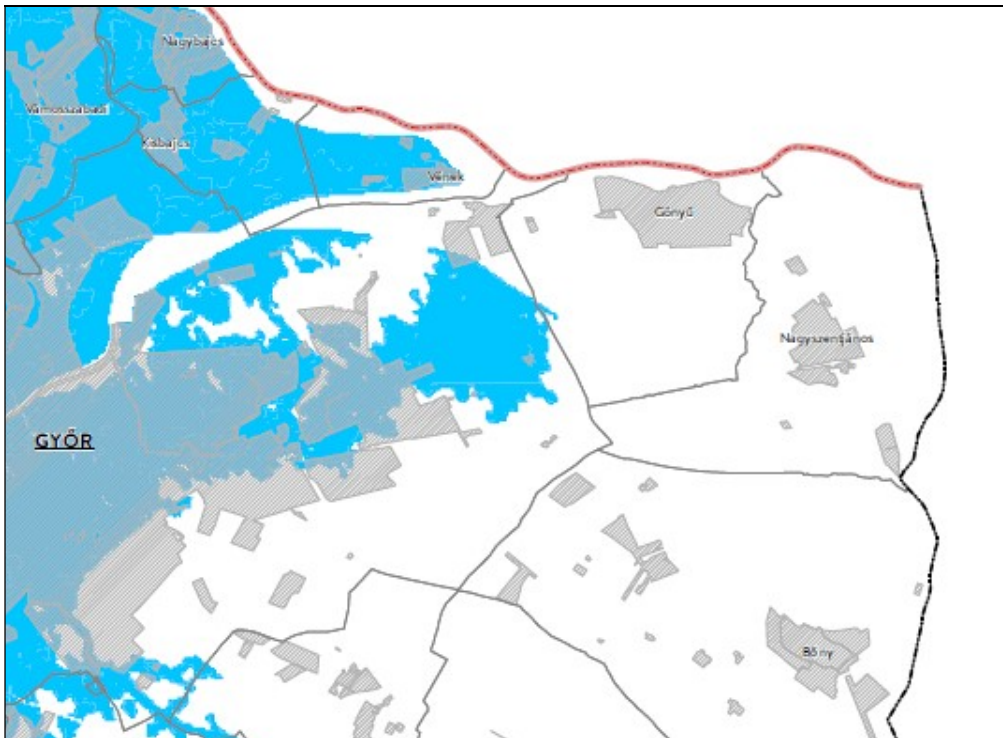 Nagybajcs
Vámosszabadi
Kisbajcs
Vének
Gönyű
Nagyszentjános
GYŐR
Bőny